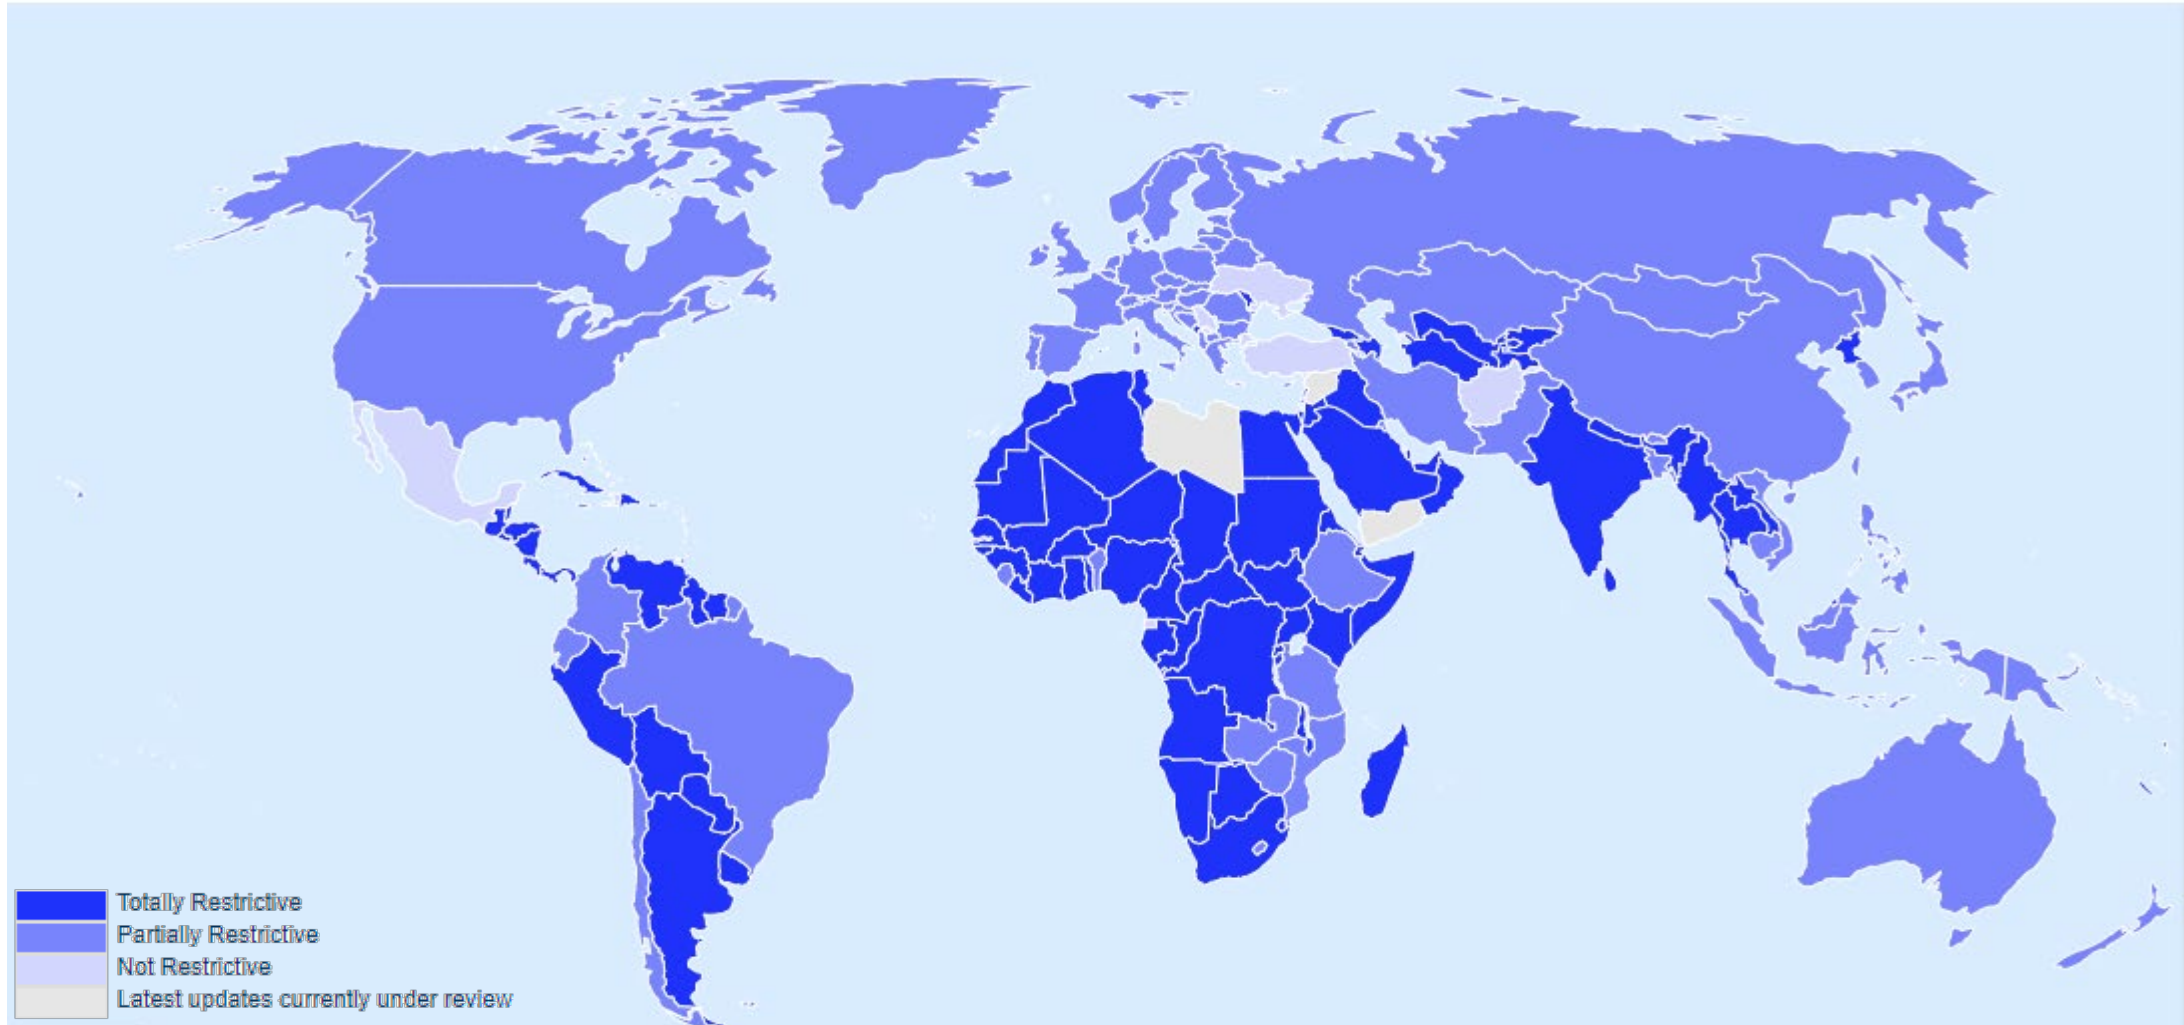 Totally Restrictive
Partially Restrictive
Not Restrictive
Latest updates currently under review